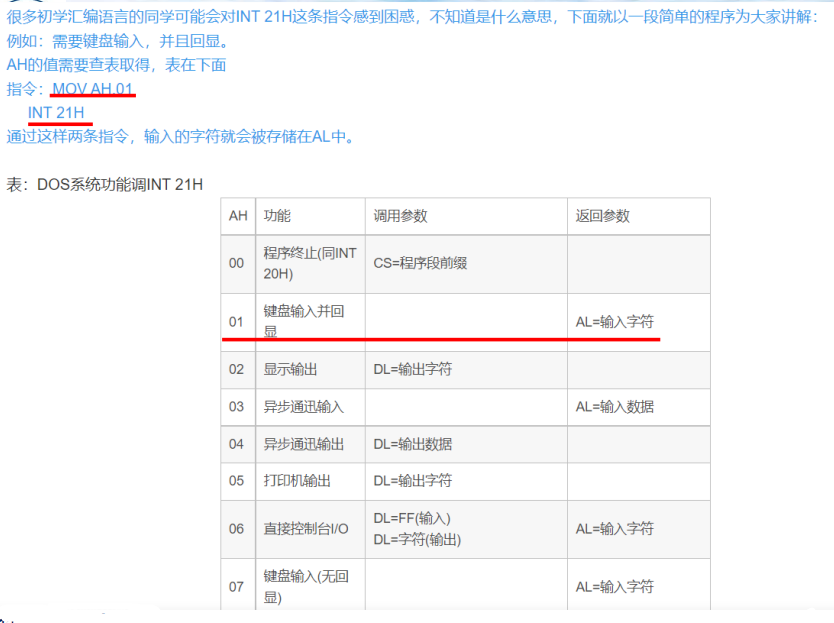 很多初学汇编语言的同学可能会对INT 21H这条指令感到困惑，不知道是什么意思，下面就以一段简单的程序为大家讲解：
例如：需要键盘输入，并且回显。
AH的值需要查表取得，表在下面
指令：MOV AH,01
INT 21H
通过这样两条指令，输入的字符就会被存储在AL中。
表：DOS系统功能调INT 21H
AH 功能 调用参数 返回参数
00 程序终止(同INT 20H) CS=程序段前缀
01 键盘输入并回显 AL=输入字符
02 显示输出 DL=输出字符
03 异步通迅输入 AL=输入数据
04 异步通迅输出 DL=输出数据
05 打印机输出 DL=输出字符
06 直接控制台I/O DL=FF(输入)
DL=字符(输出) AL=输入字符
07 键盘输入(无回显) AL=输入字符